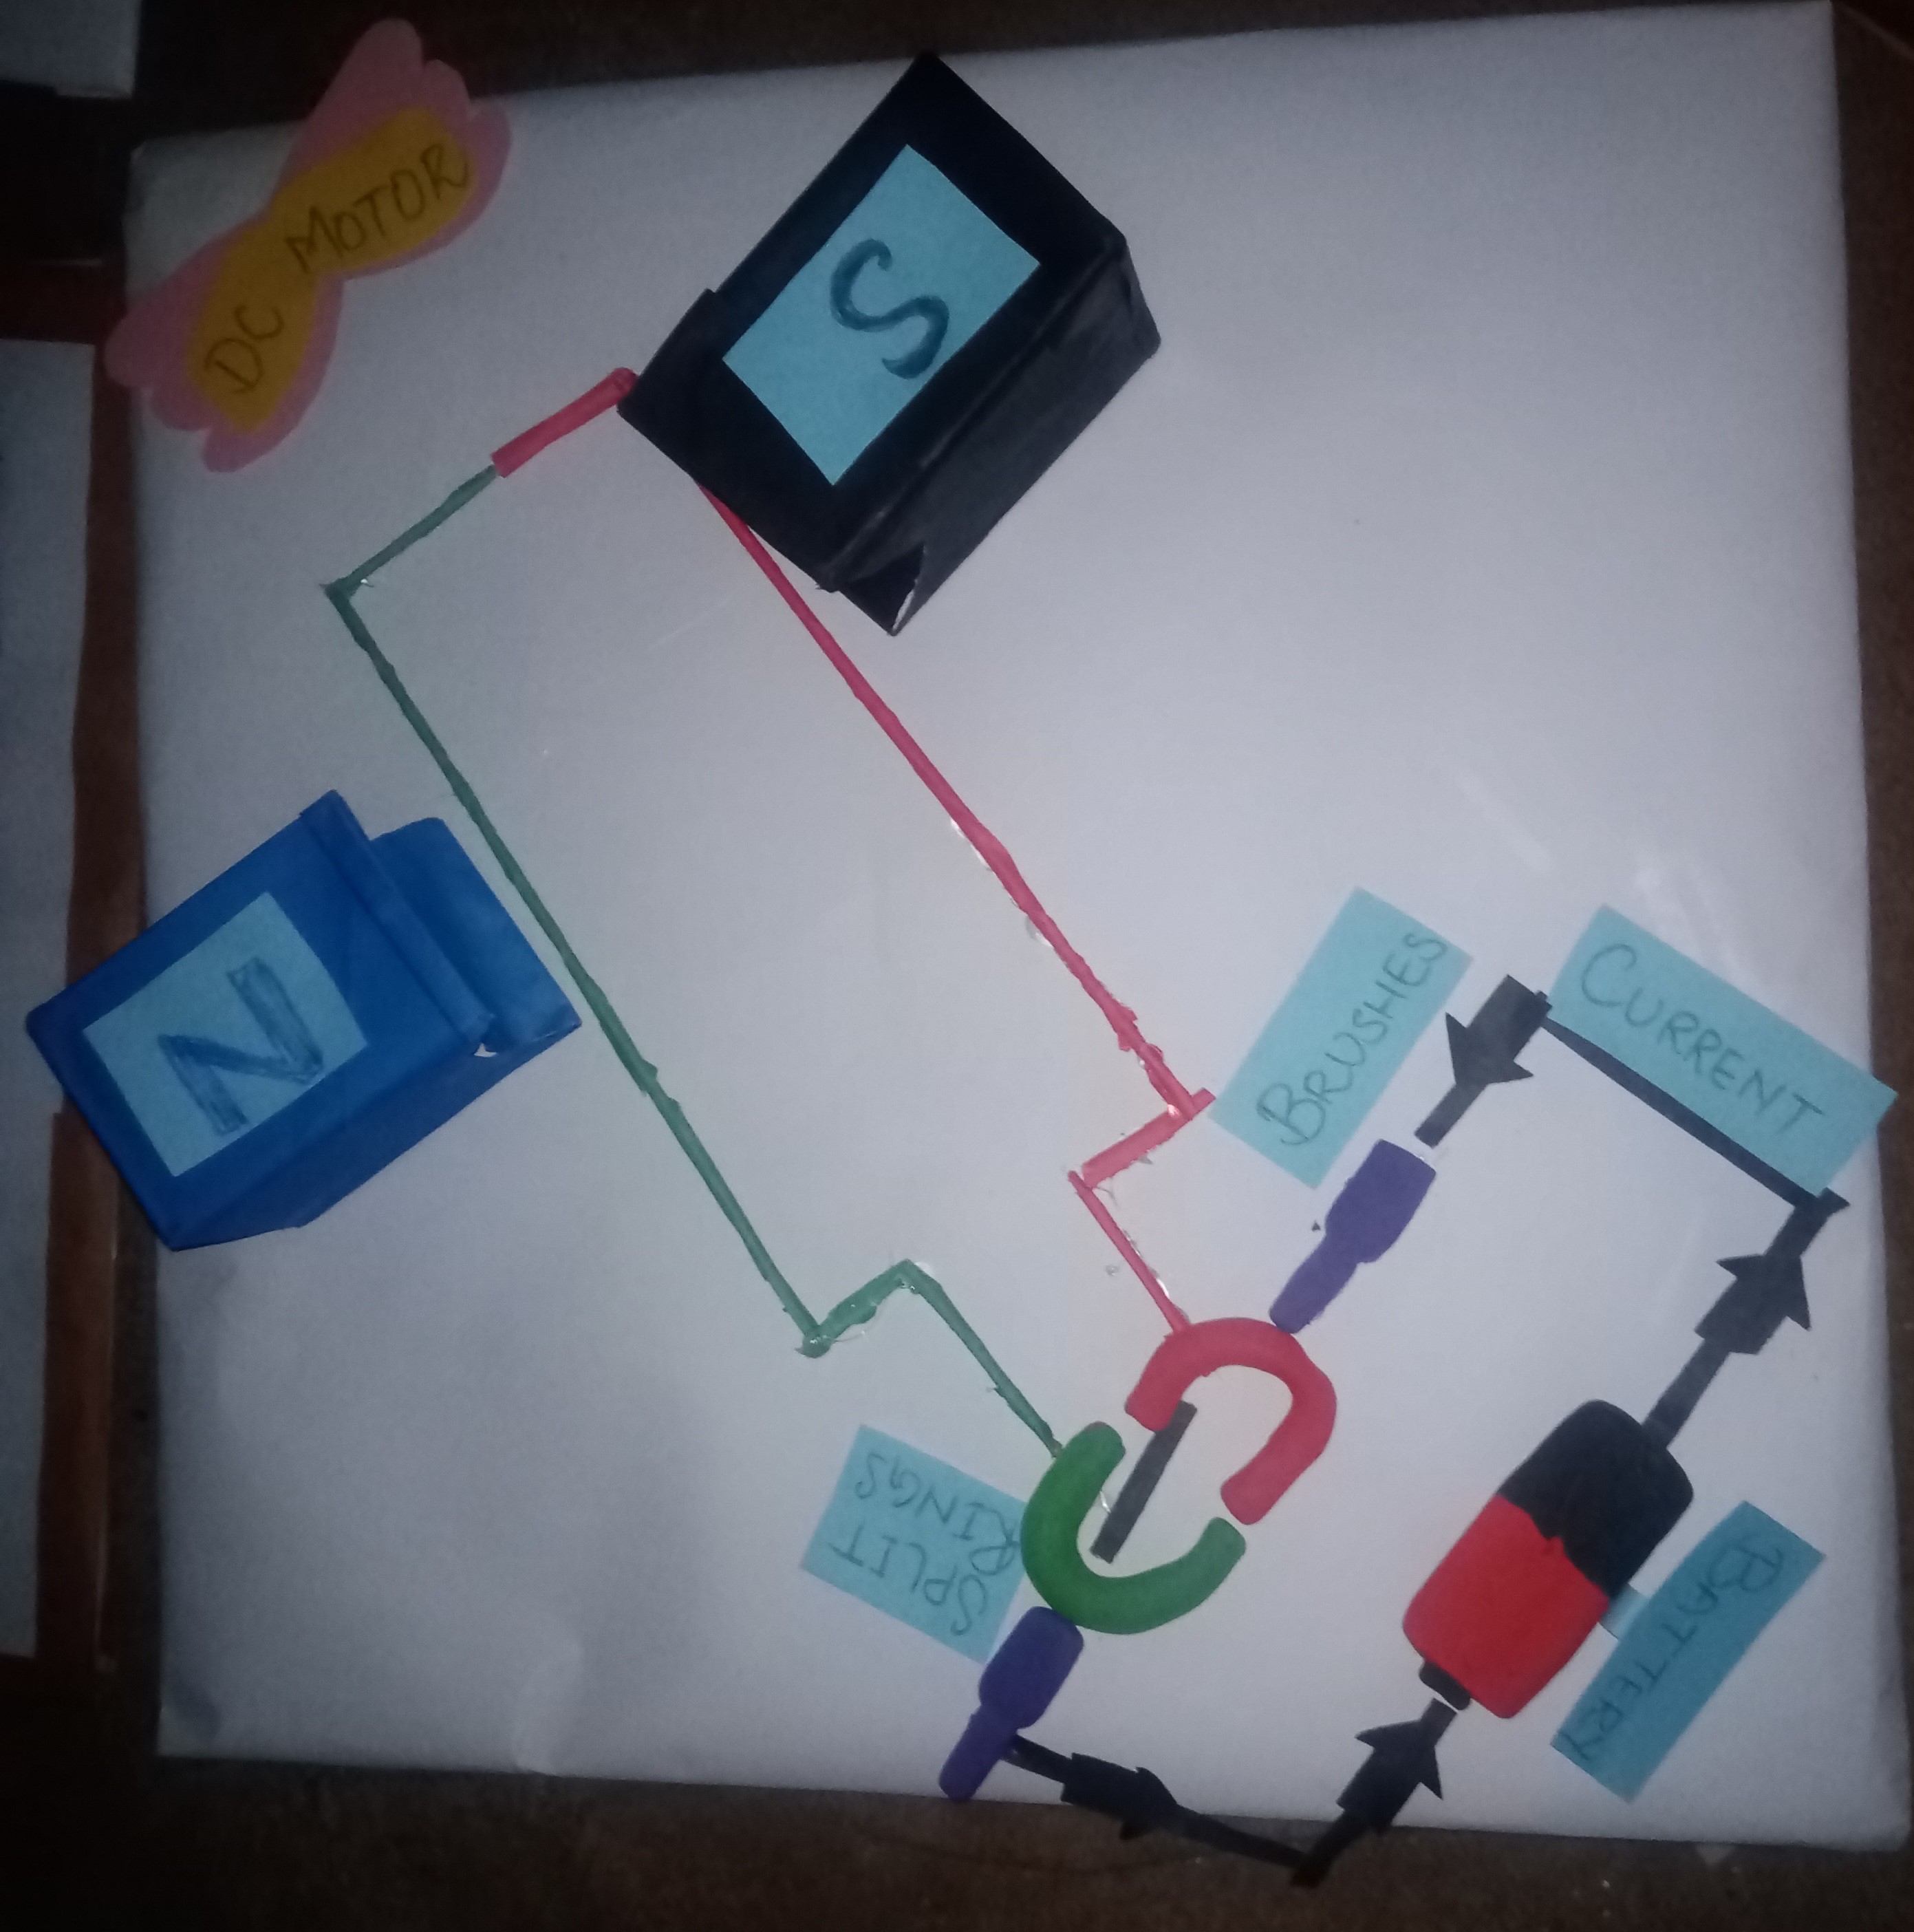 DC MOTOR
S
N
BRUSHES
CURRENT
SPLIT
RINGS
BATTERY